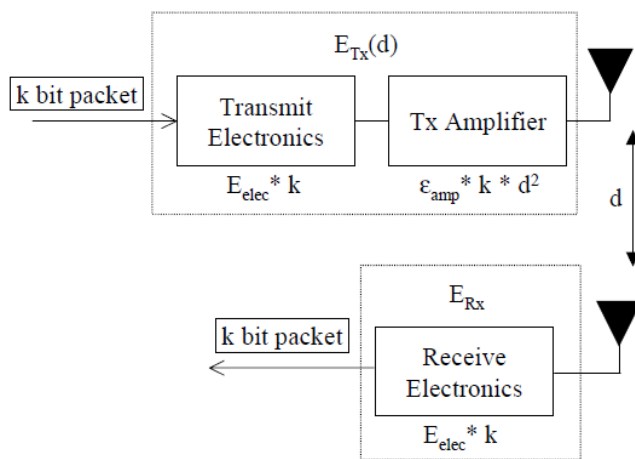 E_Tx(d)
k bit packet
Transmit
Electronics
Tx Amplifier
E_elec* k
ε_amp* k * d²
d
E_Rx
k bit packet
Receive
Electronics
E_elec* k